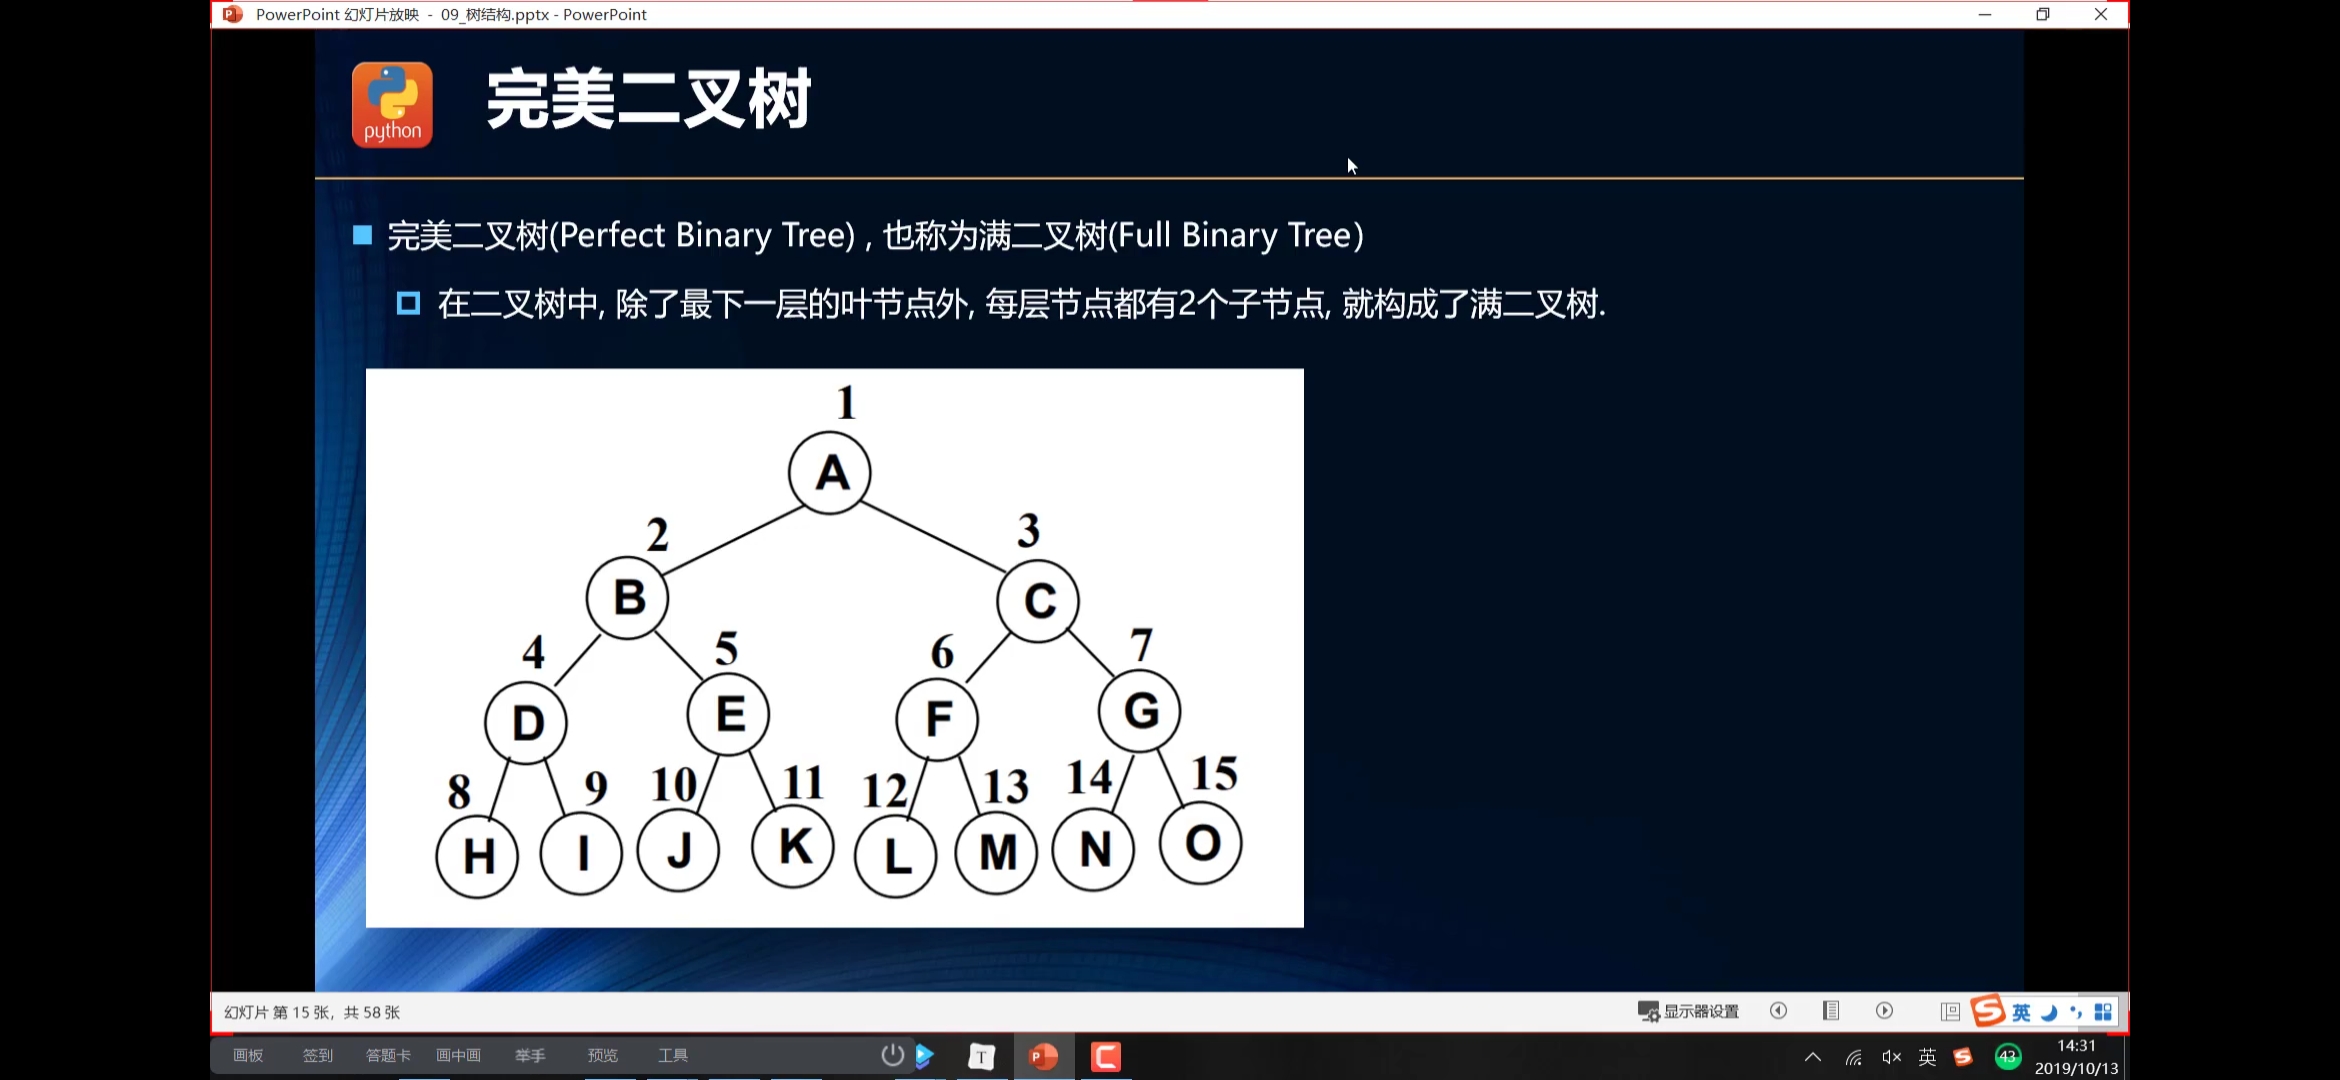 PowerPoint 幻灯片放映 - 09_树结构.pptx - PowerPoint
python
完美二叉树
完美二叉树(Perfect Binary Tree) , 也称为满二叉树(Full Binary Tree)
在二叉树中, 除了最下一层的叶节点外, 每层节点都有2个子节点, 就构成了满二叉树.
1
A
2
3
B
C
4
5
6
7
D
E
F
G
8
9
10
11
12
13
14
15
H
I
J
K
L
M
N
O
幻灯片 第 15 张，共 58 张
显示器设置
英
画板 签到 答题卡 画中画 举手 预览 工具
T
英
43
14:31
2019/10/13